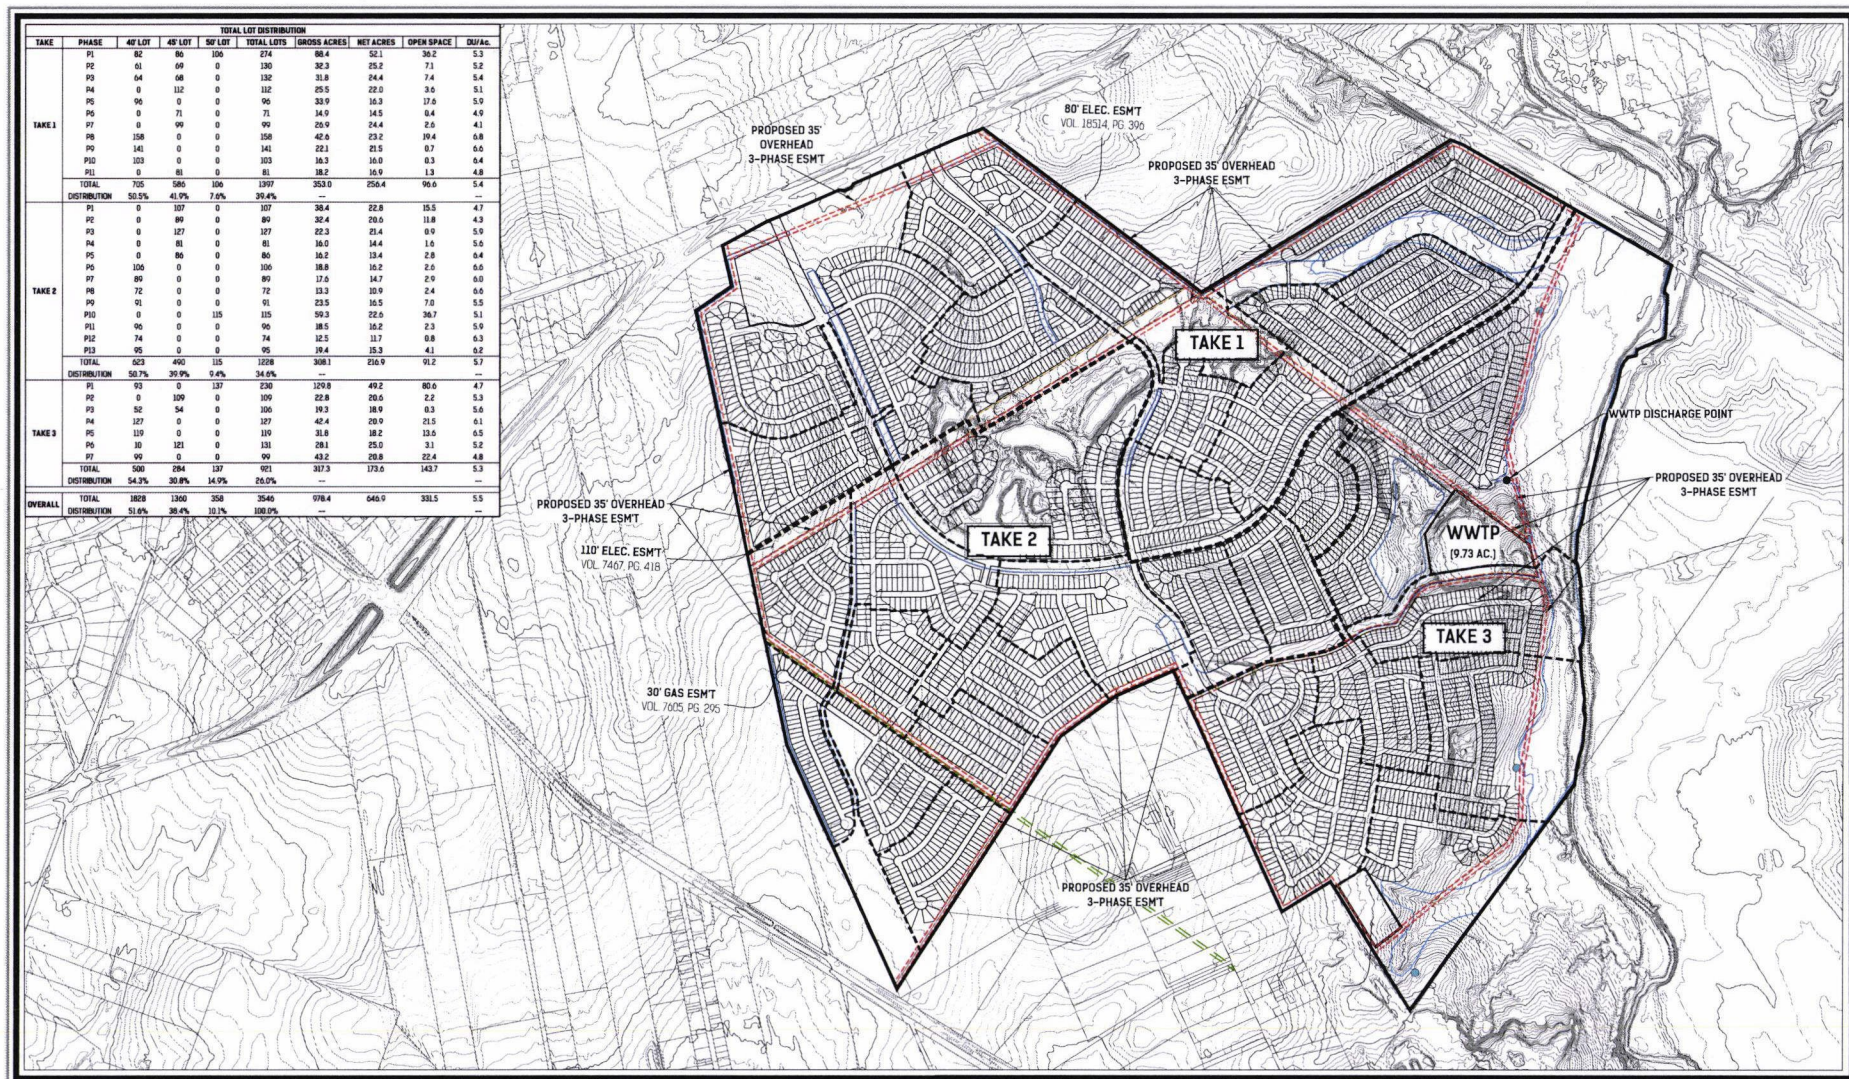 TOTAL LOT DISTRIBUTION
TAKE PHASE 40' LOT 45' LOT 50' LOT TOTAL LOTS GROSS ACRES NET ACRES OPEN SPACE DU/Ac.
P1 82 86 106 274 88.4 52.1 36.2 5.3
P2 61 69 0 130 32.3 25.2 7.1 5.2
P3 64 68 0 132 31.8 24.4 7.4 5.4
P4 0 112 0 112 25.5 22.0 3.6 5.1
P5 96 0 0 96 33.9 16.3 17.6 5.9
P6 0 71 0 71 14.9 14.5 0.4 4.9
TAKE 1 P7 0 99 0 99 26.9 24.4 2.6 4.1
P8 158 0 0 158 42.6 23.2 19.4 6.8
P9 141 0 0 141 22.1 21.5 0.7 6.6
P10 103 0 0 103 16.3 16.0 0.3 6.4
P11 0 81 0 81 18.2 16.9 1.3 4.8
TOTAL 705 586 106 1397 353.0 256.4 96.6 5.4
DISTRIBUTION 50.5% 41.9% 7.6% 39.4% --- ---
P1 0 107 0 107 38.4 22.8 15.5 4.7
P2 0 89 0 89 32.4 20.6 11.8 4.3
P3 0 127 0 127 22.3 21.4 0.9 5.9
P4 0 81 0 81 16.0 14.4 1.6 5.6
P5 0 86 0 86 16.2 13.4 2.8 6.4
P6 106 0 0 106 18.8 16.2 2.6 6.6
P7 89 0 0 89 17.6 14.7 2.9 6.0
TAKE 2 P8 72 0 0 72 13.3 10.9 2.4 6.6
P9 91 0 0 91 23.5 16.5 7.0 5.5
P10 0 0 115 115 59.3 22.6 36.7 5.1
P11 96 0 0 96 18.5 16.2 2.3 5.9
P12 74 0 0 74 12.5 11.7 0.8 6.3
P13 95 0 0 95 19.4 15.3 4.1 6.2
TOTAL 623 490 115 1228 308.1 216.9 91.2 5.7
DISTRIBUTION 50.7% 39.9% 9.4% 34.6% --- ---
P1 93 0 137 230 129.8 49.2 80.6 4.7
P2 0 109 0 109 22.8 20.6 2.2 5.3
P3 52 54 0 106 19.3 18.9 0.3 5.6
P4 127 0 0 127 42.4 20.9 21.5 6.1
TAKE 3 P5 119 0 0 119 31.8 18.2 13.6 6.5
P6 10 121 0 131 28.1 25.0 3.1 5.2
P7 99 0 0 99 43.2 20.8 22.4 4.8
TOTAL 500 284 137 921 317.3 173.6 143.7 5.3
DISTRIBUTION 54.3% 30.8% 14.9% 26.0% --- ---
OVERALL TOTAL 1828 1360 358 3546 978.4 646.9 331.5 5.5
DISTRIBUTION 51.6% 38.4% 10.1% 100.0% --- ---
80' ELEC. ESM'T
VOL. 18514, PG. 396
PROPOSED 35'
OVERHEAD
3-PHASE ESM'T
PROPOSED 35' OVERHEAD
3-PHASE ESM'T
TAKE 1
WWTP DISCHARGE POINT
PROPOSED 35' OVERHEAD
3-PHASE ESM'T
PROPOSED 35' OVERHEAD
3-PHASE ESM'T
WWTP
(9.73 AC.)
TAKE 2
110' ELEC. ESM'T
VOL. 7467, PG. 418
TAKE 3
30' GAS ESM'T
VOL. 7605, PG. 295
PROPOSED 35' OVERHEAD
3-PHASE ESM'T